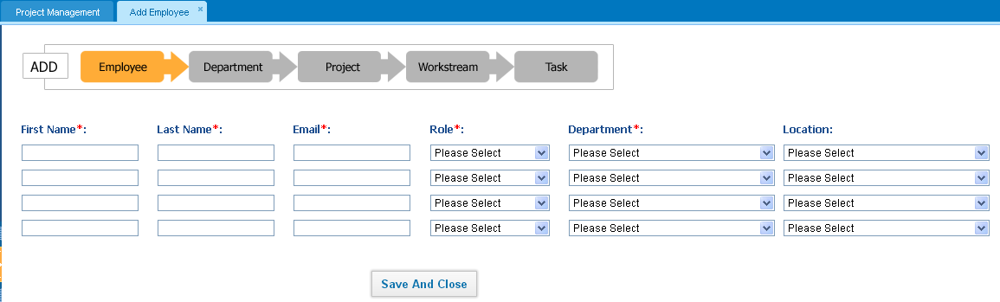 Project Management Add Employee ×
ADD Employee Department Project Workstream Task
First Name*: Last Name*: Email*: Role*: Department*: Location:
Please Select Please Select Please Select
Please Select Please Select Please Select
Please Select Please Select Please Select
Please Select Please Select Please Select
Save And Close